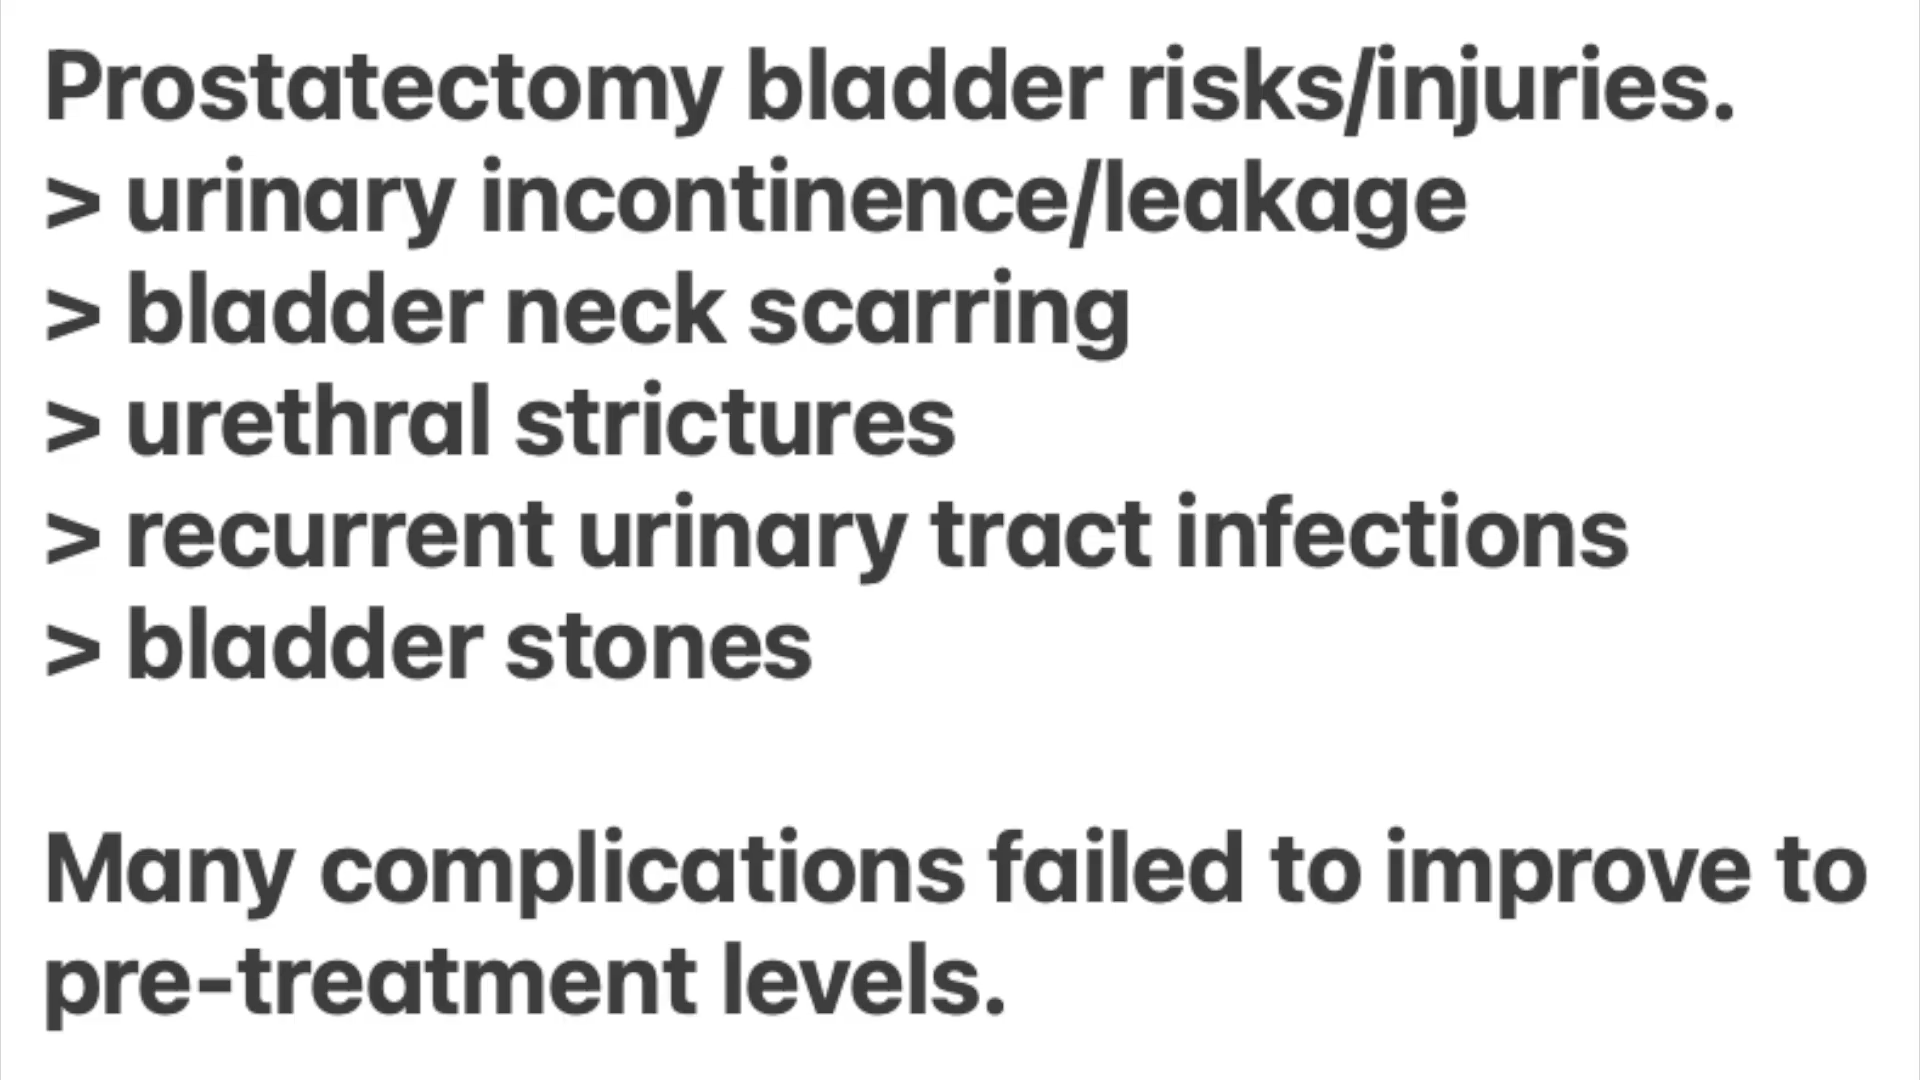 Prostatectomy bladder risks/injuries.
> urinary incontinence/leakage
> bladder neck scarring
> urethral strictures
> recurrent urinary tract infections
> bladder stones
Many complications failed to improve to
pre-treatment levels.